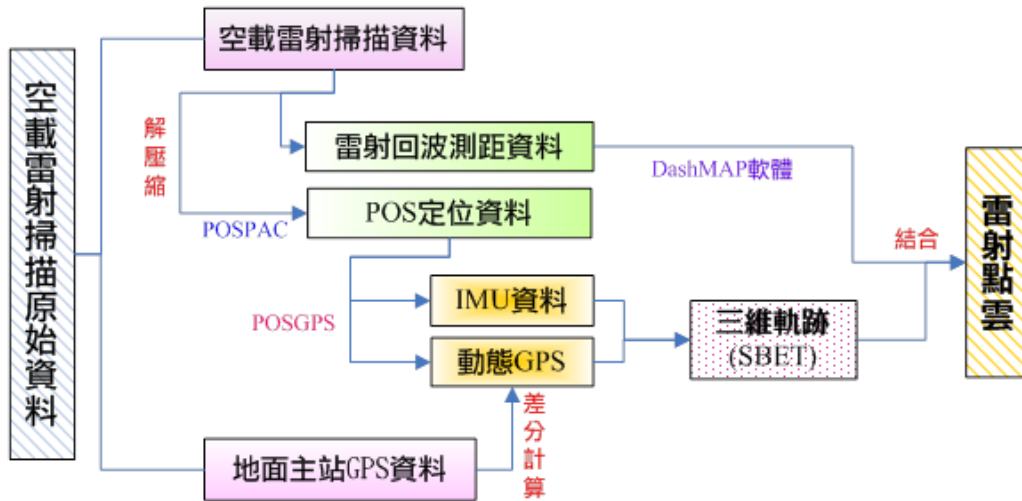 空載雷射掃描原始資料
空載雷射掃描資料
解壓縮
雷射回波測距資料
DashMAP軟體
POSPAC
POS定位資料
結合
雷射點雲
POSGPS
IMU資料
動態GPS
三維軌跡
(SBET)
差分計算
地面主站GPS資料